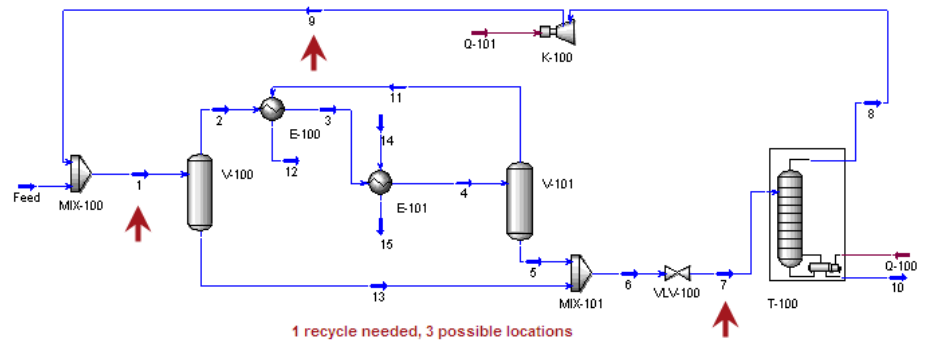 9
Q-101
K-100
11
8
2
3
E-100
14
V-100
12
V-101
1
4
Feed
MIX-100
E-101
15
5
6
7
Q-100
13
MIX-101
VLV-100
T-100
10
1 recycle needed, 3 possible locations